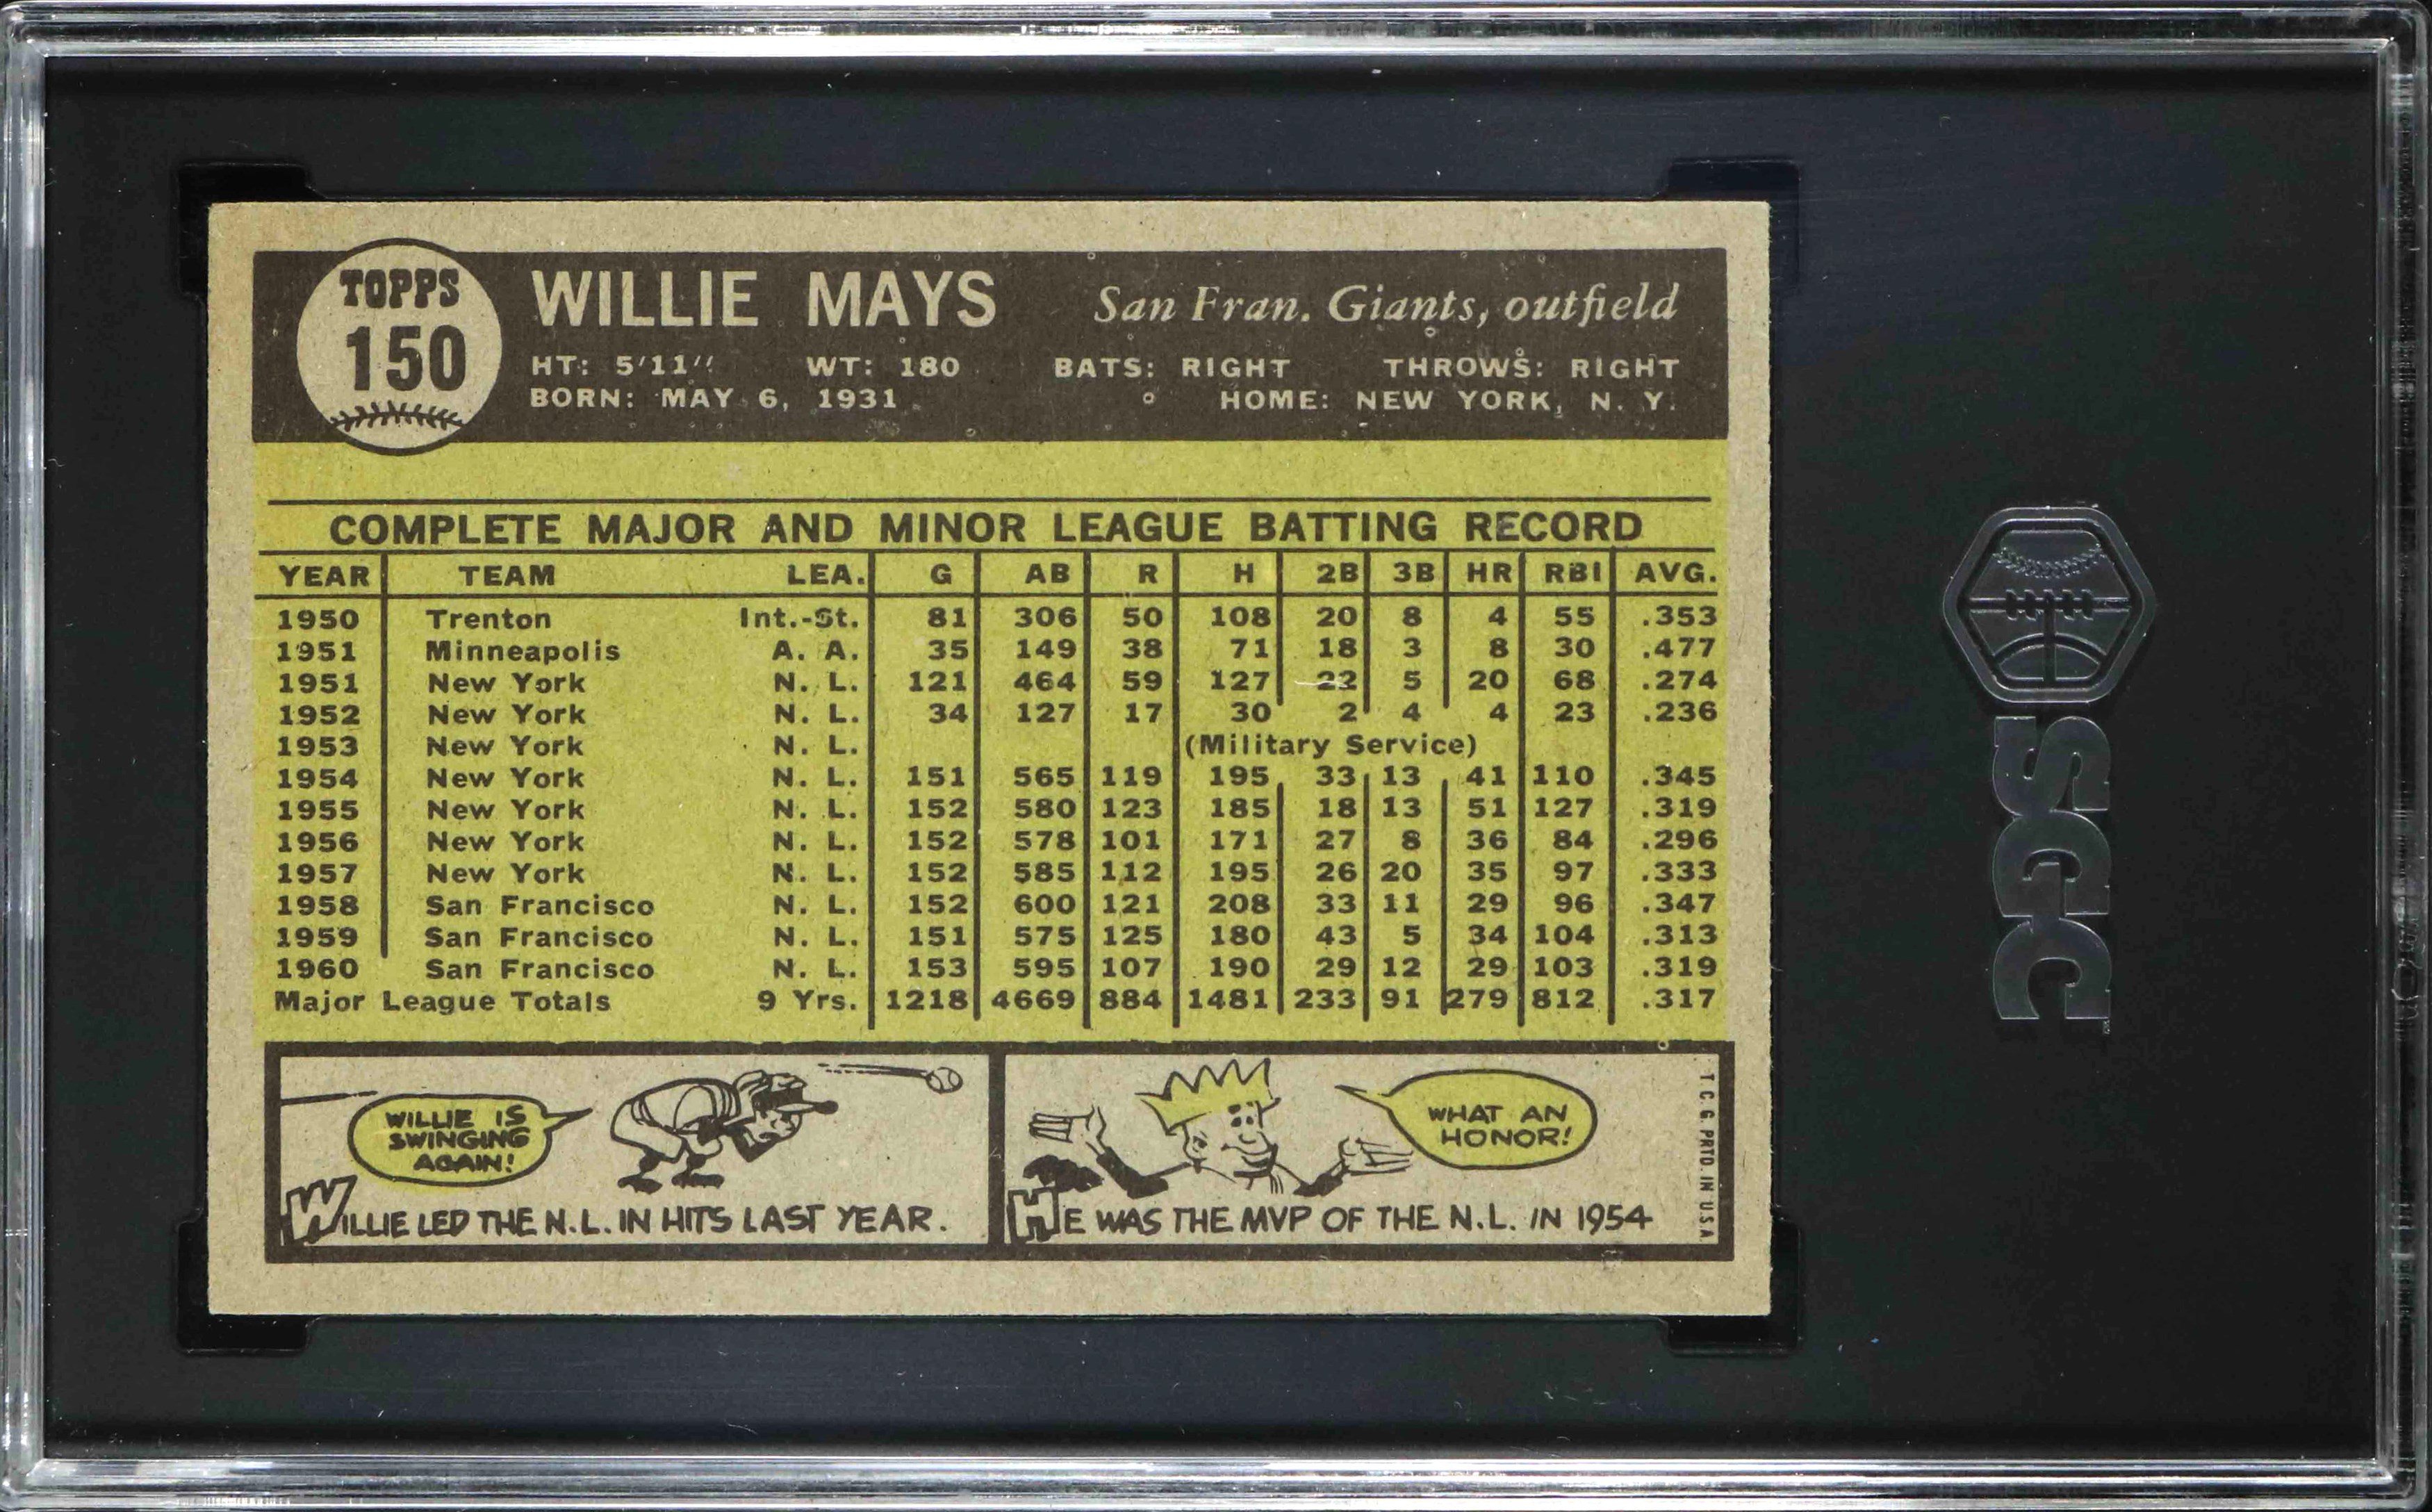 TOPPS
150
WILLIE MAYS San Fran. Giants, outfield
HT: 5'11" WT: 180 BATS: RIGHT THROWS: RIGHT
BORN: MAY 6, 1931 HOME: NEW YORK, N. Y.
COMPLETE MAJOR AND MINOR LEAGUE BATTING RECORD
YEAR TEAM LEA. G AB R H 2B 3B HR RBI AVG.
1950 Trenton Int.-St. 81 306 50 108 20 8 4 55 .353
1951 Minneapolis A. A. 35 149 38 71 18 3 8 30 .477
1951 New York N. L. 121 464 59 127 22 5 20 68 .274
1952 New York N. L. 34 127 17 30 2 4 4 23 .236
1953 New York N. L. (Military Service)
1954 New York N. L. 151 565 119 195 33 13 41 110 .345
1955 New York N. L. 152 580 123 185 18 13 51 127 .319
1956 New York N. L. 152 578 101 171 27 8 36 84 .296
1957 New York N. L. 152 585 112 195 26 20 35 97 .333
1958 San Francisco N. L. 152 600 121 208 33 11 29 96 .347
1959 San Francisco N. L. 151 575 125 180 43 5 34 104 .313
1960 San Francisco N. L. 153 595 107 190 29 12 29 103 .319
Major League Totals 9 Yrs. 1218 4669 884 1481 233 91 279 812 .317
WILLIE IS
SWINGING
AGAIN!
WILLIE LED THE N.L. IN HITS LAST YEAR.
WHAT AN
HONOR!
HE WAS THE MVP OF THE N.L. IN 1954
T. C. G. PRTD. IN U.S.A.
SGC